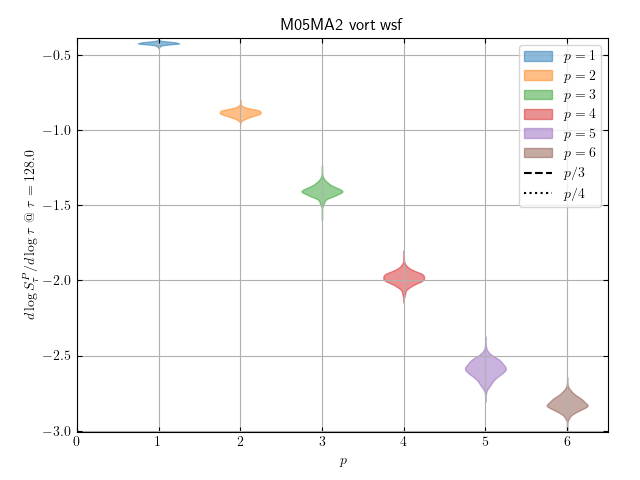 M05MA2 vort wsf
d log S_τ^P / d log τ @ τ = 128.0
−0.5
−1.0
−1.5
−2.0
−2.5
−3.0
p = 1
p = 2
p = 3
p = 4
p = 5
p = 6
p/3
p/4
0 1 2 3 4 5 6
p